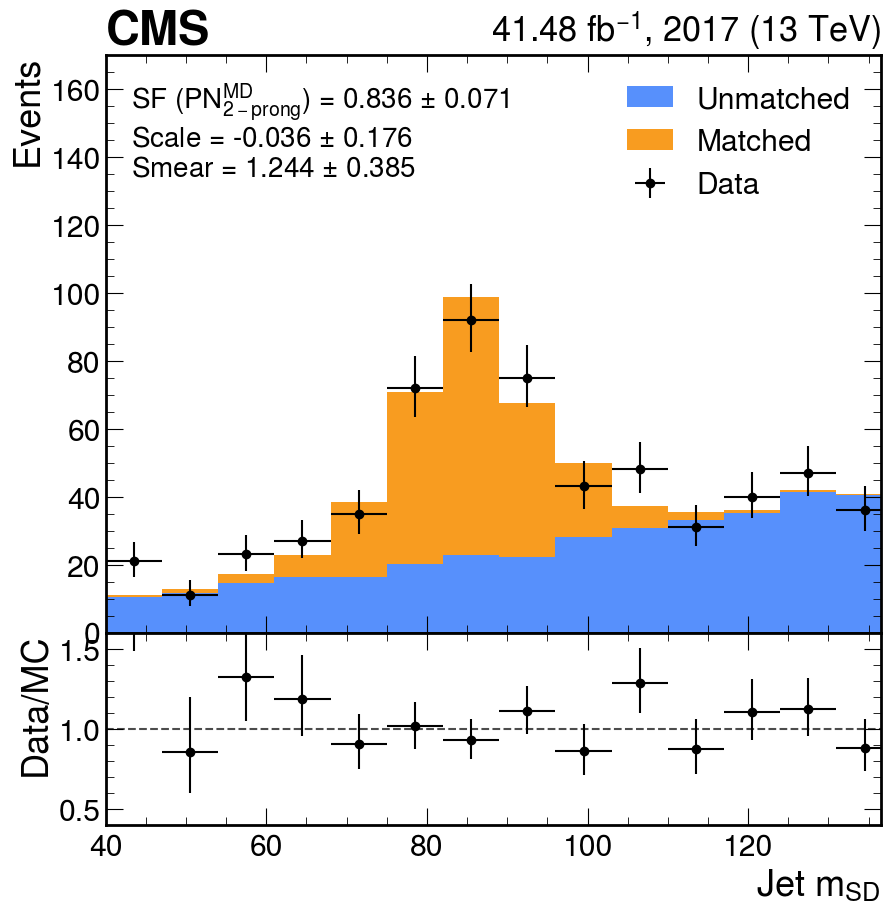 CMS 41.48 fb⁻¹, 2017 (13 TeV)
Events
160
140
120
100
80
60
40
20
0
SF (PN^MD_2−prong) = 0.836 ± 0.071
Scale = -0.036 ± 0.176
Smear = 1.244 ± 0.385
Unmatched
Matched
Data
Data/MC
1.5
1.0
0.5
40 60 80 100 120
Jet m_SD